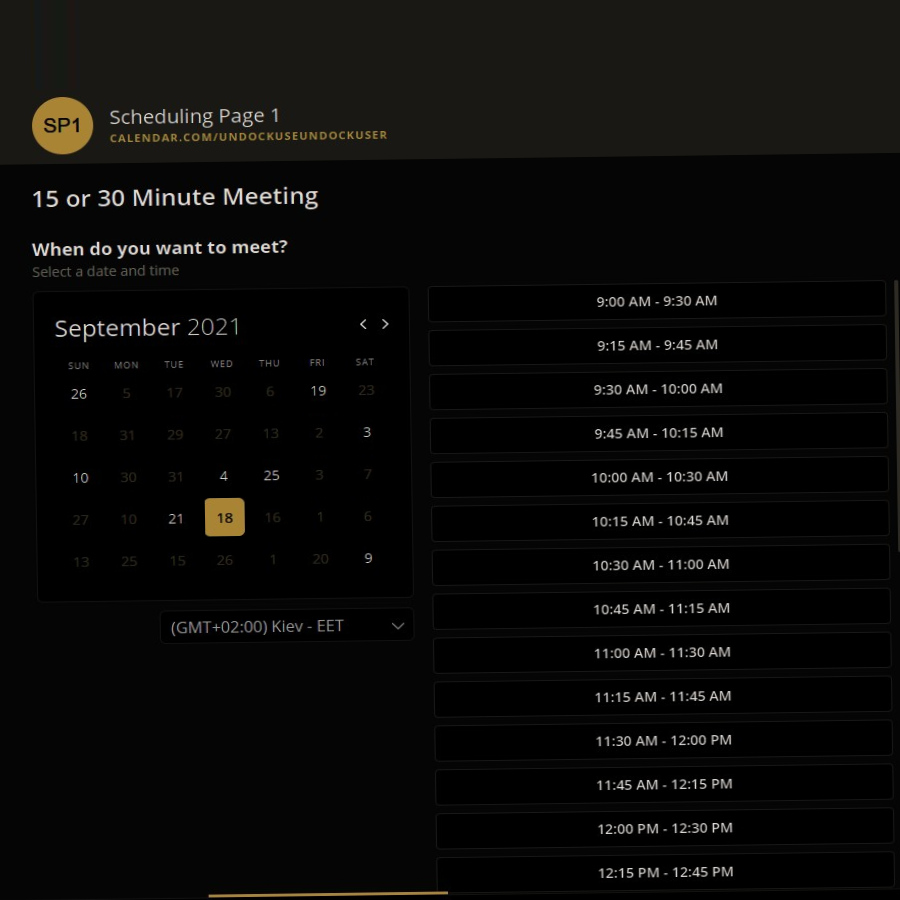 SP1
Scheduling Page 1
CALENDAR.COM/UNDOCKUSEUNDOCKUSER
15 or 30 Minute Meeting
When do you want to meet?
Select a date and time
September 2021
SUN MON TUE WED THU FRI SAT
26 5 17 30 6 19 23
18 31 29 27 13 2 3
10 30 31 4 25 3 7
27 10 21 18 16 1 6
13 25 15 26 1 20 9
(GMT+02:00) Kiev - EET
9:00 AM - 9:30 AM
9:15 AM - 9:45 AM
9:30 AM - 10:00 AM
9:45 AM - 10:15 AM
10:00 AM - 10:30 AM
10:15 AM - 10:45 AM
10:30 AM - 11:00 AM
10:45 AM - 11:15 AM
11:00 AM - 11:30 AM
11:15 AM - 11:45 AM
11:30 AM - 12:00 PM
11:45 AM - 12:15 PM
12:00 PM - 12:30 PM
12:15 PM - 12:45 PM